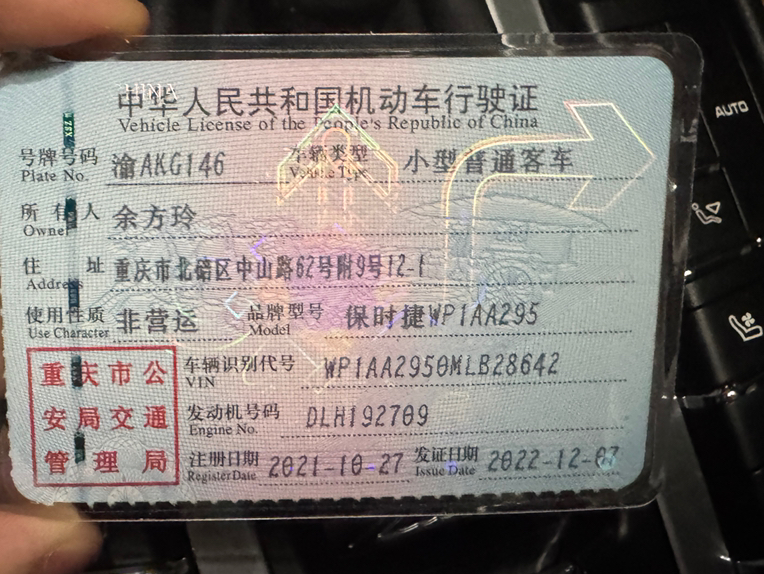 中华人民共和国机动车行驶证
Vehicle License of the People's Republic of China
号牌号码 渝AKG146 车辆类型 小型普通客车
Plate No. Vehicle Type
所有人 余方玲
Owner
住址 重庆市北碚区中山路62号附9号12-1
Address
使用性质 非营运 品牌型号 保时捷WP1AA295
Use Character Model
重庆市公
安局交通
管理局
车辆识别代号 WP1AA2950MLB28642
VIN
发动机号码 DLH192709
Engine No.
注册日期 2021-10-27 发证日期 2022-12-07
Register Date Issue Date
AUTO